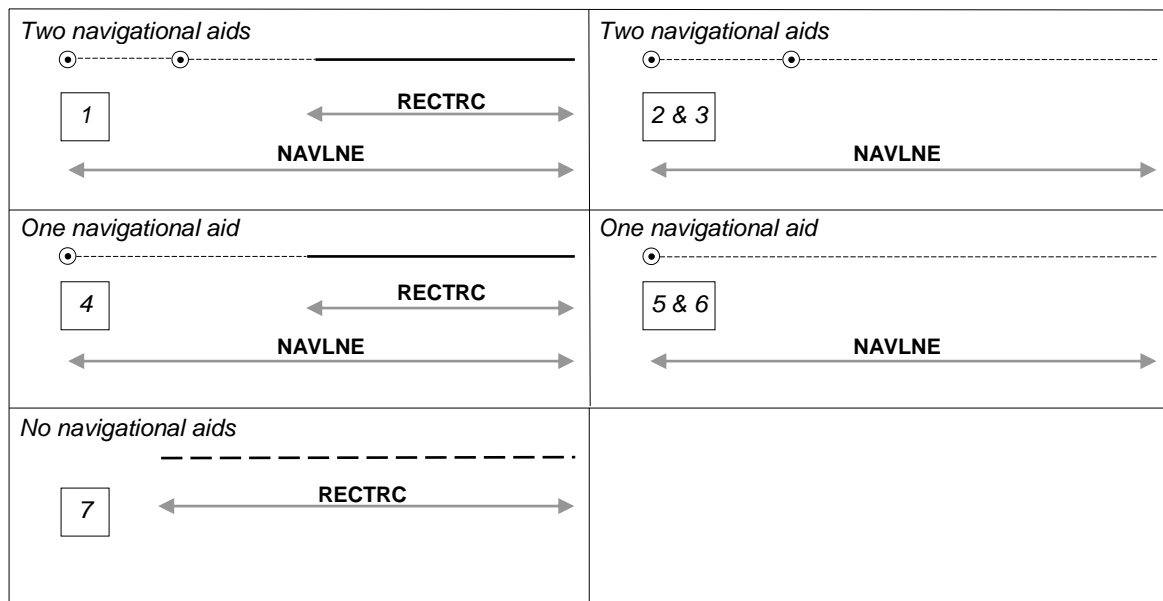 Two navigational aids
RECTRC
1
NAVLNE
Two navigational aids
2 & 3
NAVLNE
One navigational aid
RECTRC
4
NAVLNE
One navigational aid
5 & 6
NAVLNE
No navigational aids
RECTRC
7